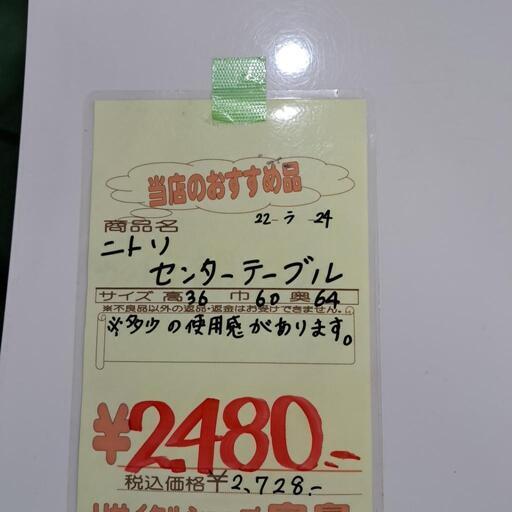 当店のおすすめ品
22-ラ-24
商品名
ニトリ
センターテーブル
サイズ高36巾60奥64
※不良品以外の返品・返金はお受けできません。
※多少の使用感があります。
¥2480.-
税込価格¥2,728.-